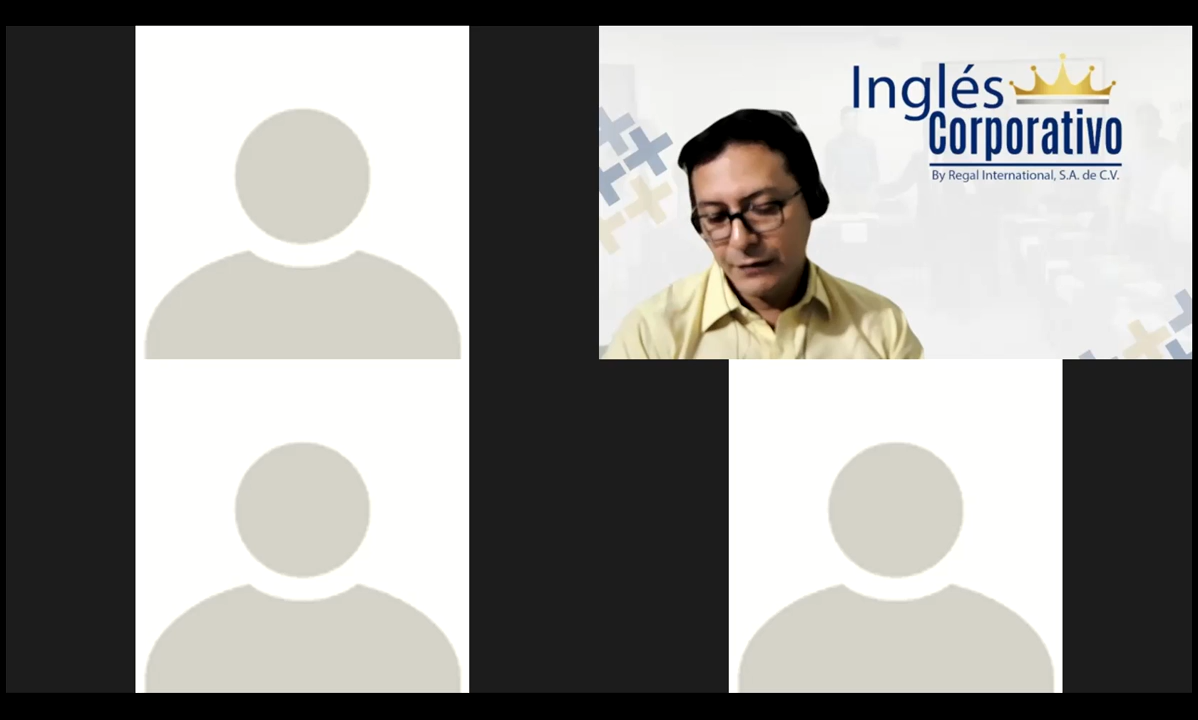 Inglés
Corporativo
By Regal International, S.A. de C.V.